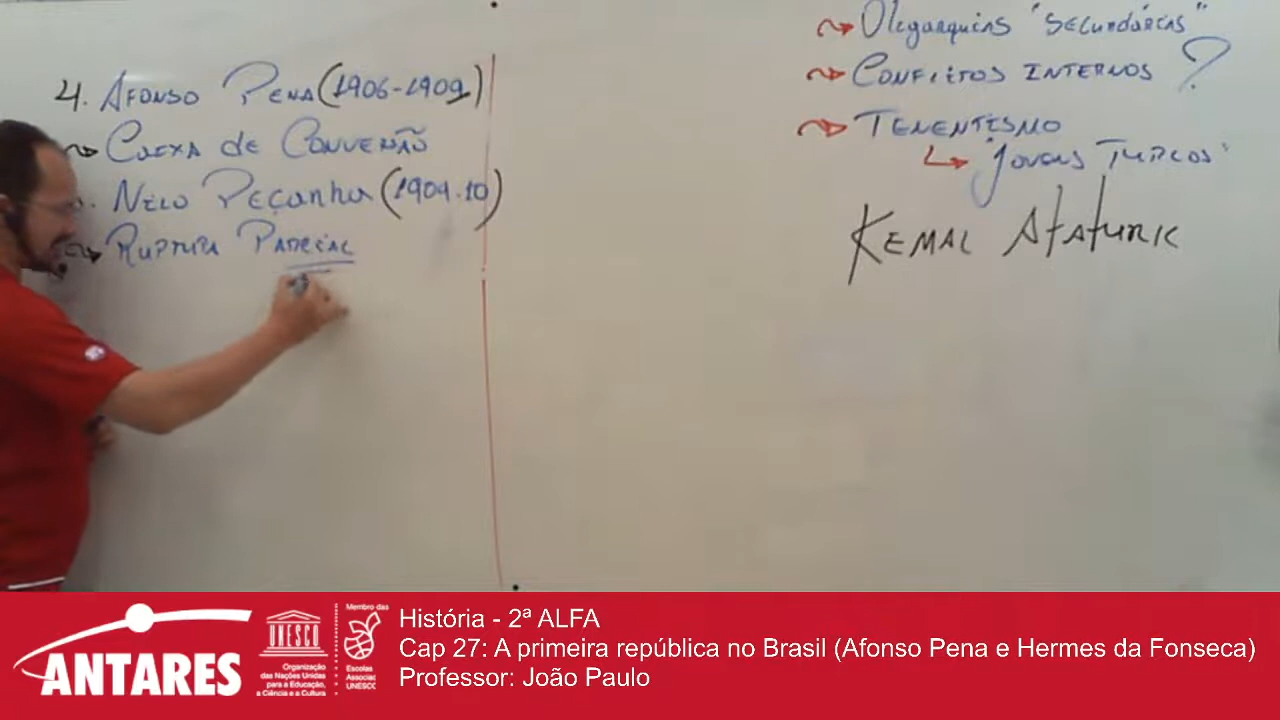 4. AFONSO PENA (1906-1909)
CAIXA de CONVERSÃO
. NILO PEÇANHA (1909-10)
RUPTURA PARCIAL
OLIGARQUIAS "SECUNDÁRIAS"
CONFLITOS INTERNOS ?
TENENTISMO
"JOVENS TURCOS"
KEMAL ATATURK
ANTARES
UNESCO
Organização
das Nações Unidas
para a Educação,
a Ciência e a Cultura
Membro das
Escolas
Associadas
UNESCO
História - 2ª ALFA
Cap 27: A primeira república no Brasil (Afonso Pena e Hermes da Fonseca)
Professor: João Paulo